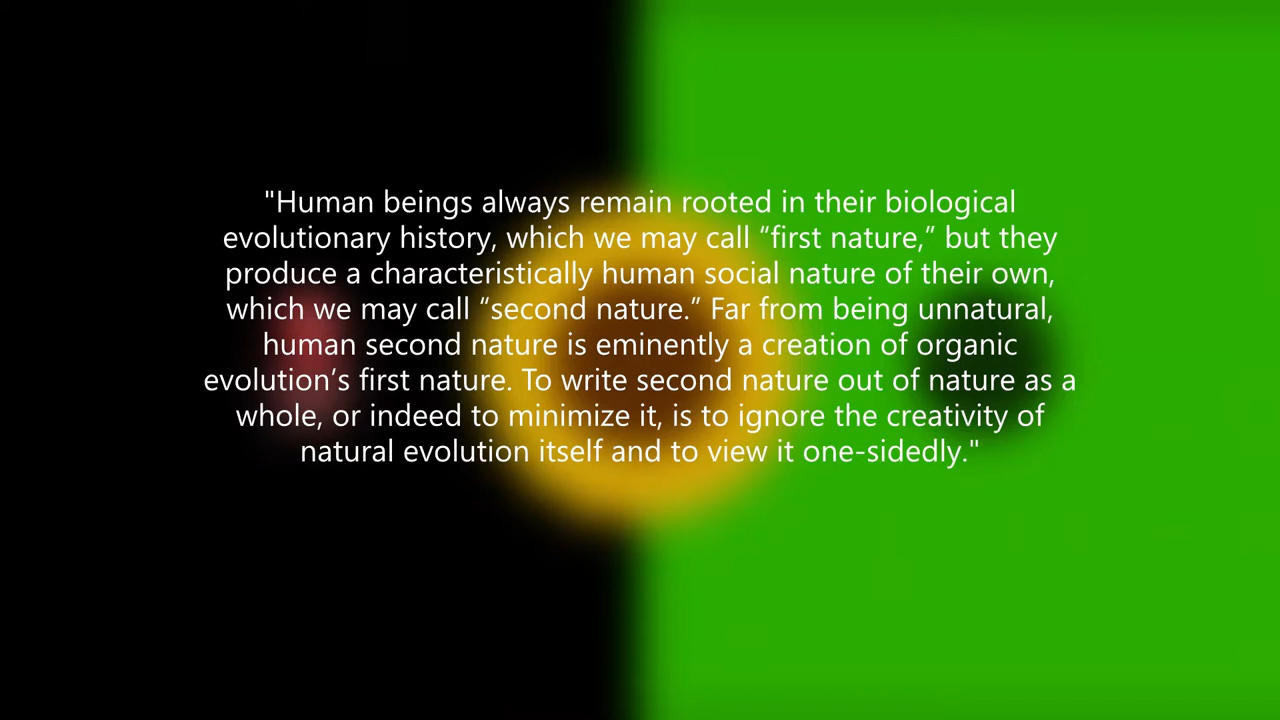 "Human beings always remain rooted in their biological
evolutionary history, which we may call “first nature,” but they
produce a characteristically human social nature of their own,
which we may call “second nature.” Far from being unnatural,
human second nature is eminently a creation of organic
evolution’s first nature. To write second nature out of nature as a
whole, or indeed to minimize it, is to ignore the creativity of
natural evolution itself and to view it one-sidedly."